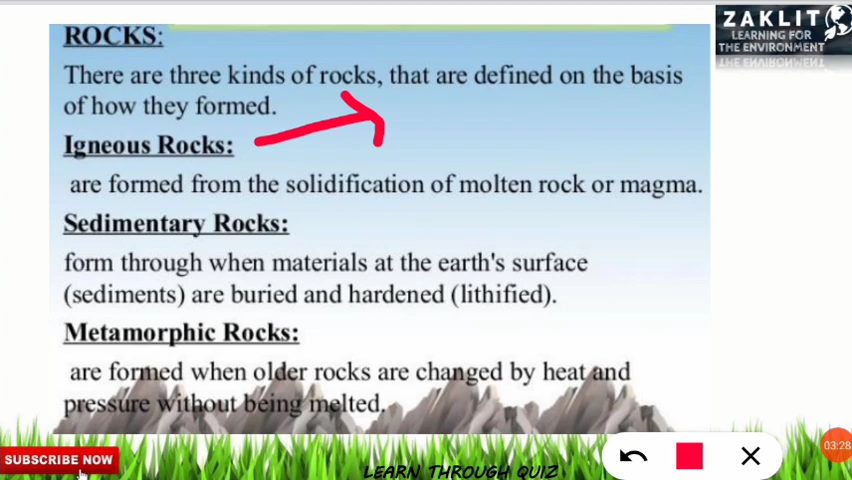 ZAKLIT
LEARNING FOR
THE ENVIRONMENT
ROCKS:
There are three kinds of rocks, that are defined on the basis
of how they formed.
Igneous Rocks:
are formed from the solidification of molten rock or magma.
Sedimentary Rocks:
form through when materials at the earth's surface
(sediments) are buried and hardened (lithified).
Metamorphic Rocks:
are formed when older rocks are changed by heat and
pressure without being melted.
03:28
SUBSCRIBE NOW
LEARN THROUGH QUIZ